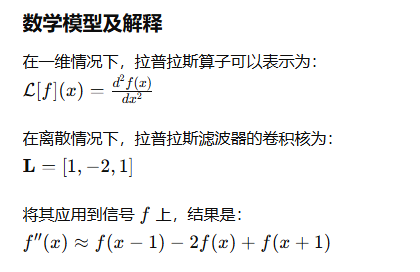 数学模型及解释
在一维情况下，拉普拉斯算子可以表示为：
$\mathcal{L}[f](x) = \frac{d^2 f(x)}{dx^2}$
在离散情况下，拉普拉斯滤波器的卷积核为：
$\mathbf{L} = [1, -2, 1]$
将其应用到信号 $f$ 上，结果是：
$f''(x) \approx f(x-1) - 2f(x) + f(x+1)$